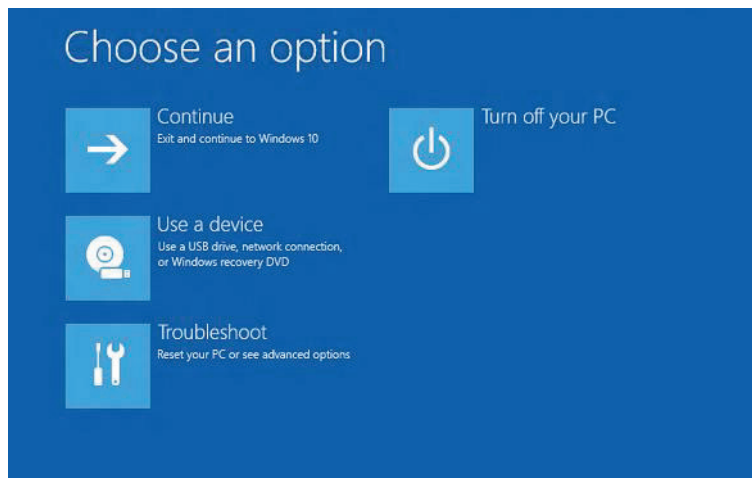 Choose an option
Continue
Exit and continue to Windows 10
Turn off your PC
Use a device
Use a USB drive, network connection,
or Windows recovery DVD
Troubleshoot
Reset your PC or see advanced options